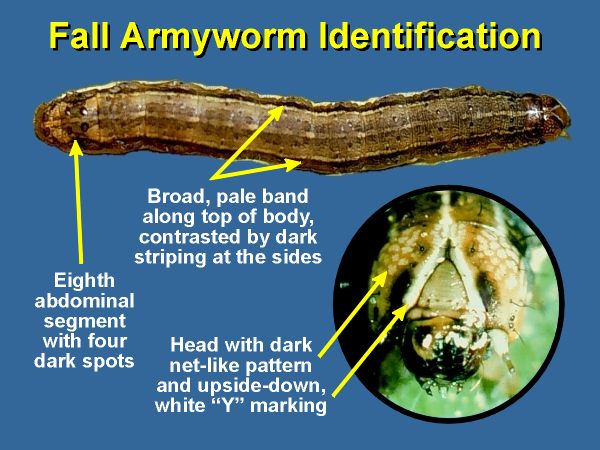 Fall Armyworm Identification
Broad, pale band
along top of body,
contrasted by dark
striping at the sides
Eighth
abdominal
segment
with four
dark spots
Head with dark
net-like pattern
and upside-down,
white “Y” marking